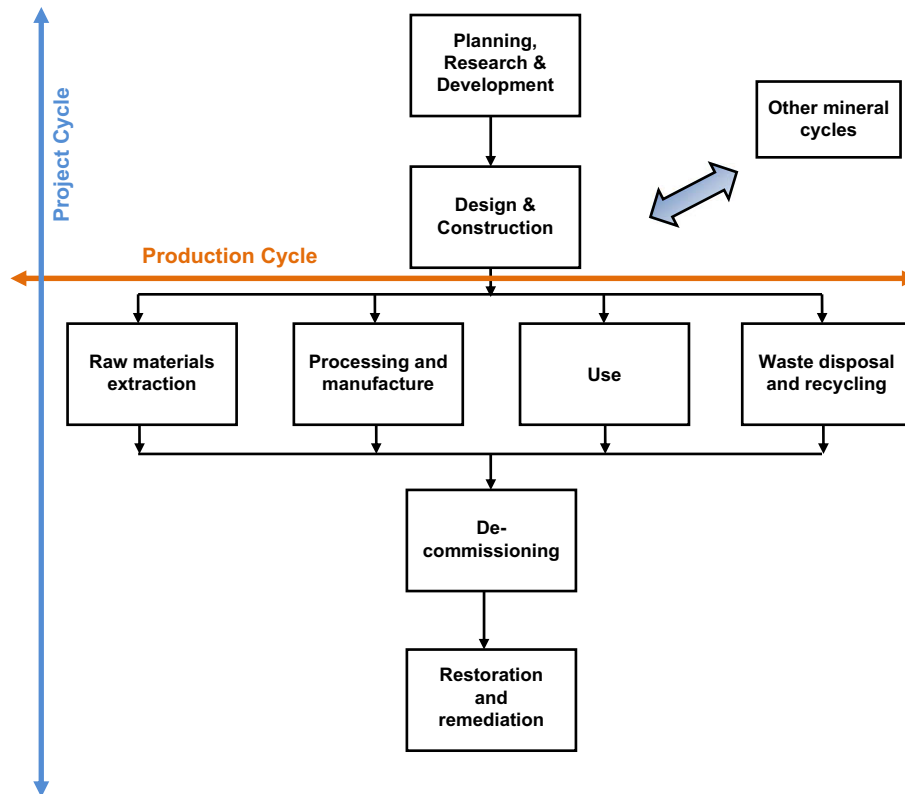 Planning,
Research &
Development
Project Cycle
Other mineral
cycles
Design &
Construction
Production Cycle
Raw materials
extraction
Processing and
manufacture
Use
Waste disposal
and recycling
De-
commissioning
Restoration
and
remediation